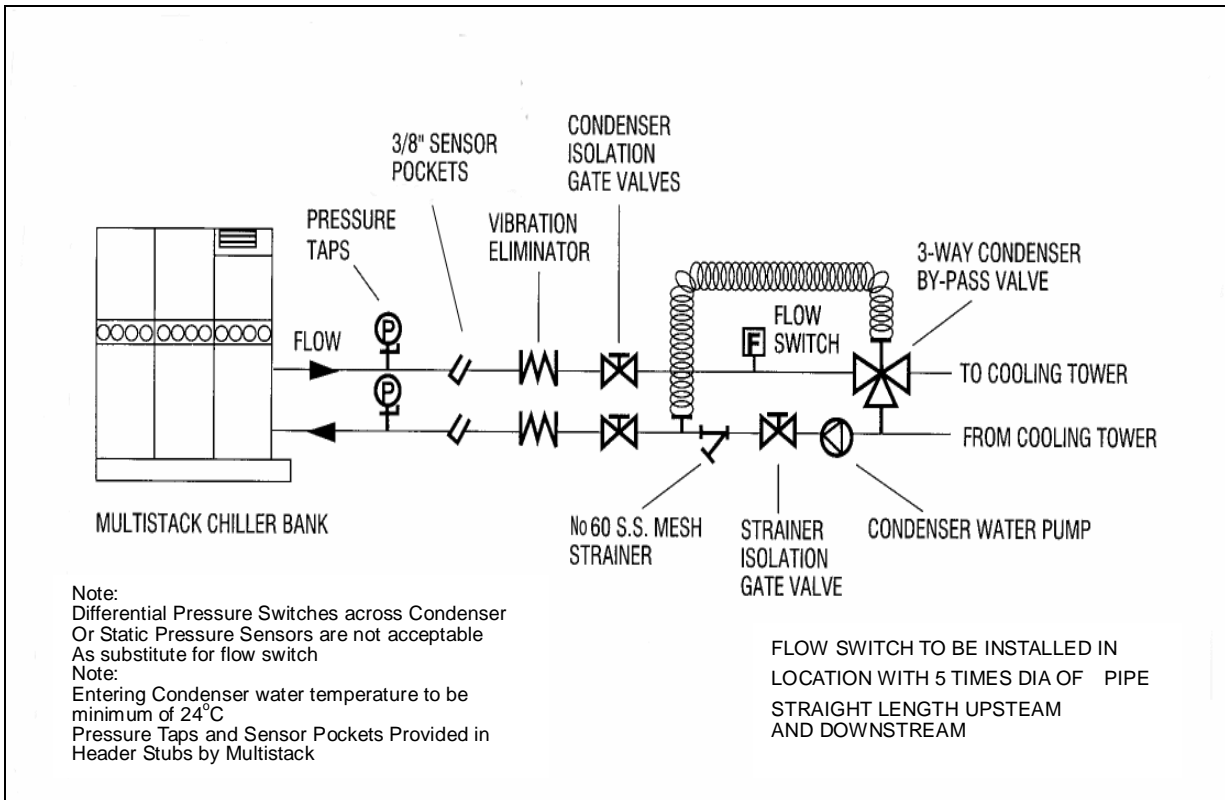 CONDENSER
ISOLATION
GATE VALVES
3/8" SENSOR
POCKETS
PRESSURE
TAPS
VIBRATION
ELIMINATOR
3-WAY CONDENSER
BY-PASS VALVE
FLOW
P
F
FLOW
SWITCH
TO COOLING TOWER
P
FROM COOLING TOWER
MULTISTACK CHILLER BANK
No 60 S.S. MESH
STRAINER
STRAINER
ISOLATION
GATE VALVE
CONDENSER WATER PUMP
Note:
Differential Pressure Switches across Condenser
Or Static Pressure Sensors are not acceptable
As substitute for flow switch
Note:
Entering Condenser water temperature to be
minimum of 24°C
Pressure Taps and Sensor Pockets Provided in
Header Stubs by Multistack
FLOW SWITCH TO BE INSTALLED IN
LOCATION WITH 5 TIMES DIA OF PIPE
STRAIGHT LENGTH UPSTEAM
AND DOWNSTREAM